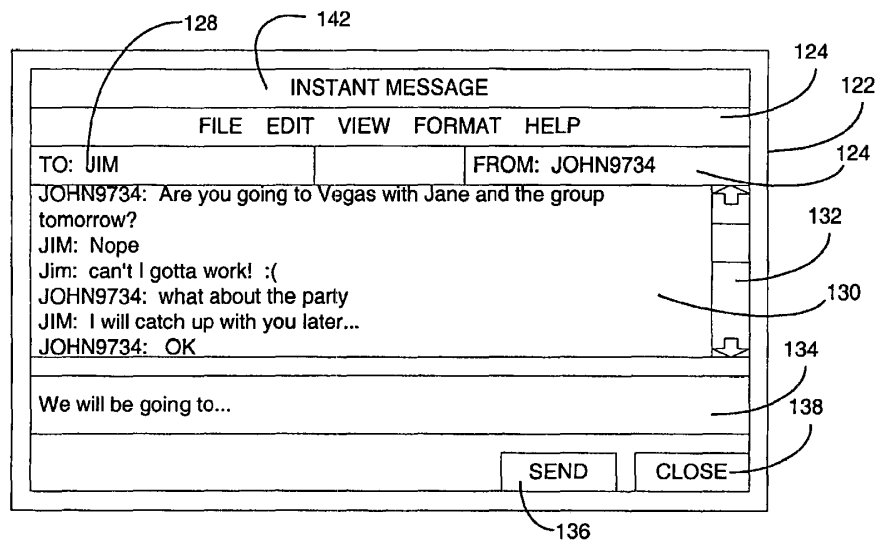 128
142
INSTANT MESSAGE
124
FILE EDIT VIEW FORMAT HELP
122
TO: JIM
FROM: JOHN9734
124
JOHN9734: Are you going to Vegas with Jane and the group
tomorrow?
132
JIM: Nope
Jim: can't I gotta work! :(
JOHN9734: what about the party
130
JIM: I will catch up with you later...
JOHN9734: OK
134
We will be going to...
138
SEND
CLOSE
136